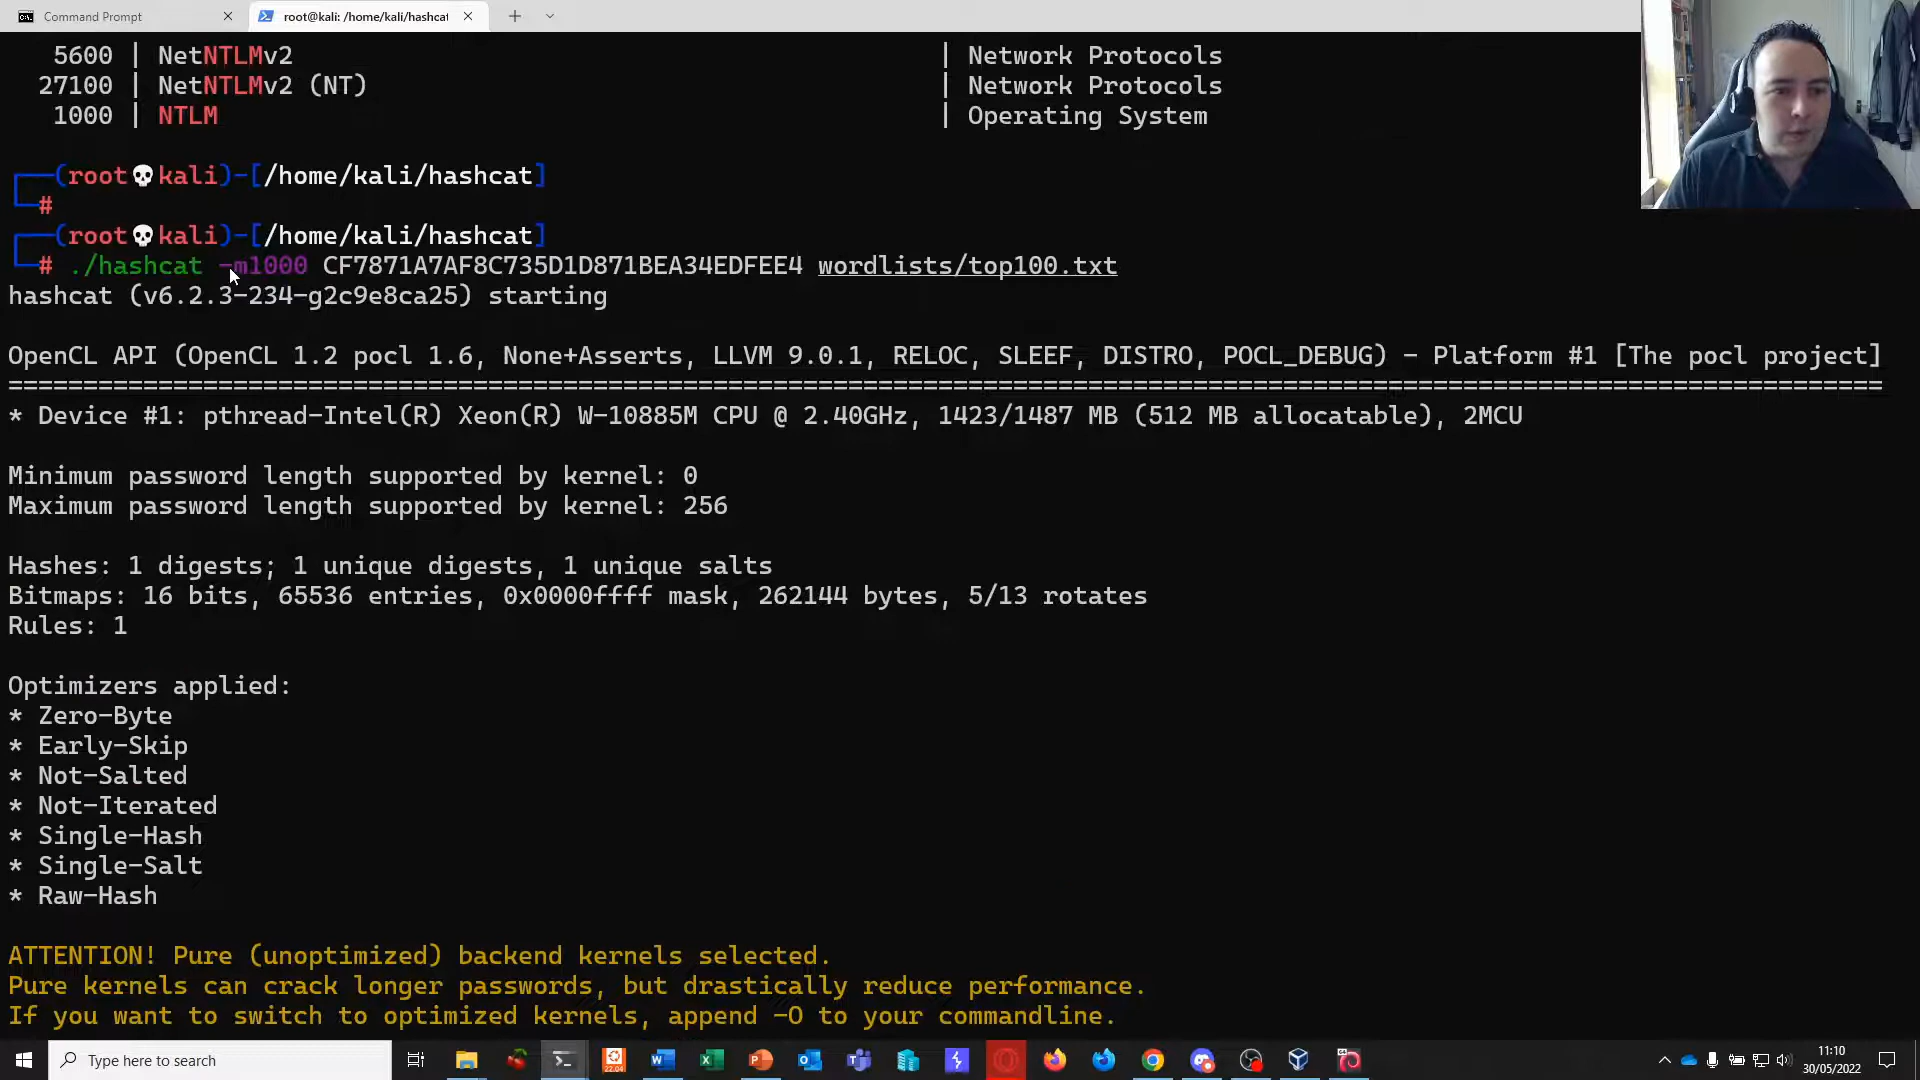 Command Prompt
root@kali: /home/kali/hashcat
5600 | NetNTLMv2 | Network Protocols
27100 | NetNTLMv2 (NT) | Network Protocols
1000 | NTLM | Operating System
(root💀kali)-[/home/kali/hashcat]
#
(root💀kali)-[/home/kali/hashcat]
# ./hashcat -m1000 CF7871A7AF8C735D1D871BEA34EDFEE4 wordlists/top100.txt
hashcat (v6.2.3-234-g2c9e8ca25) starting
OpenCL API (OpenCL 1.2 pocl 1.6, None+Asserts, LLVM 9.0.1, RELOC, SLEEF, DISTRO, POCL_DEBUG) - Platform #1 [The pocl project]
=============================================================================================================================
* Device #1: pthread-Intel(R) Xeon(R) W-10885M CPU @ 2.40GHz, 1423/1487 MB (512 MB allocatable), 2MCU
Minimum password length supported by kernel: 0
Maximum password length supported by kernel: 256
Hashes: 1 digests; 1 unique digests, 1 unique salts
Bitmaps: 16 bits, 65536 entries, 0x0000ffff mask, 262144 bytes, 5/13 rotates
Rules: 1
Optimizers applied:
* Zero-Byte
* Early-Skip
* Not-Salted
* Not-Iterated
* Single-Hash
* Single-Salt
* Raw-Hash
ATTENTION! Pure (unoptimized) backend kernels selected.
Pure kernels can crack longer passwords, but drastically reduce performance.
If you want to switch to optimized kernels, append -O to your commandline.
Type here to search
22.04
11:10
30/05/2022